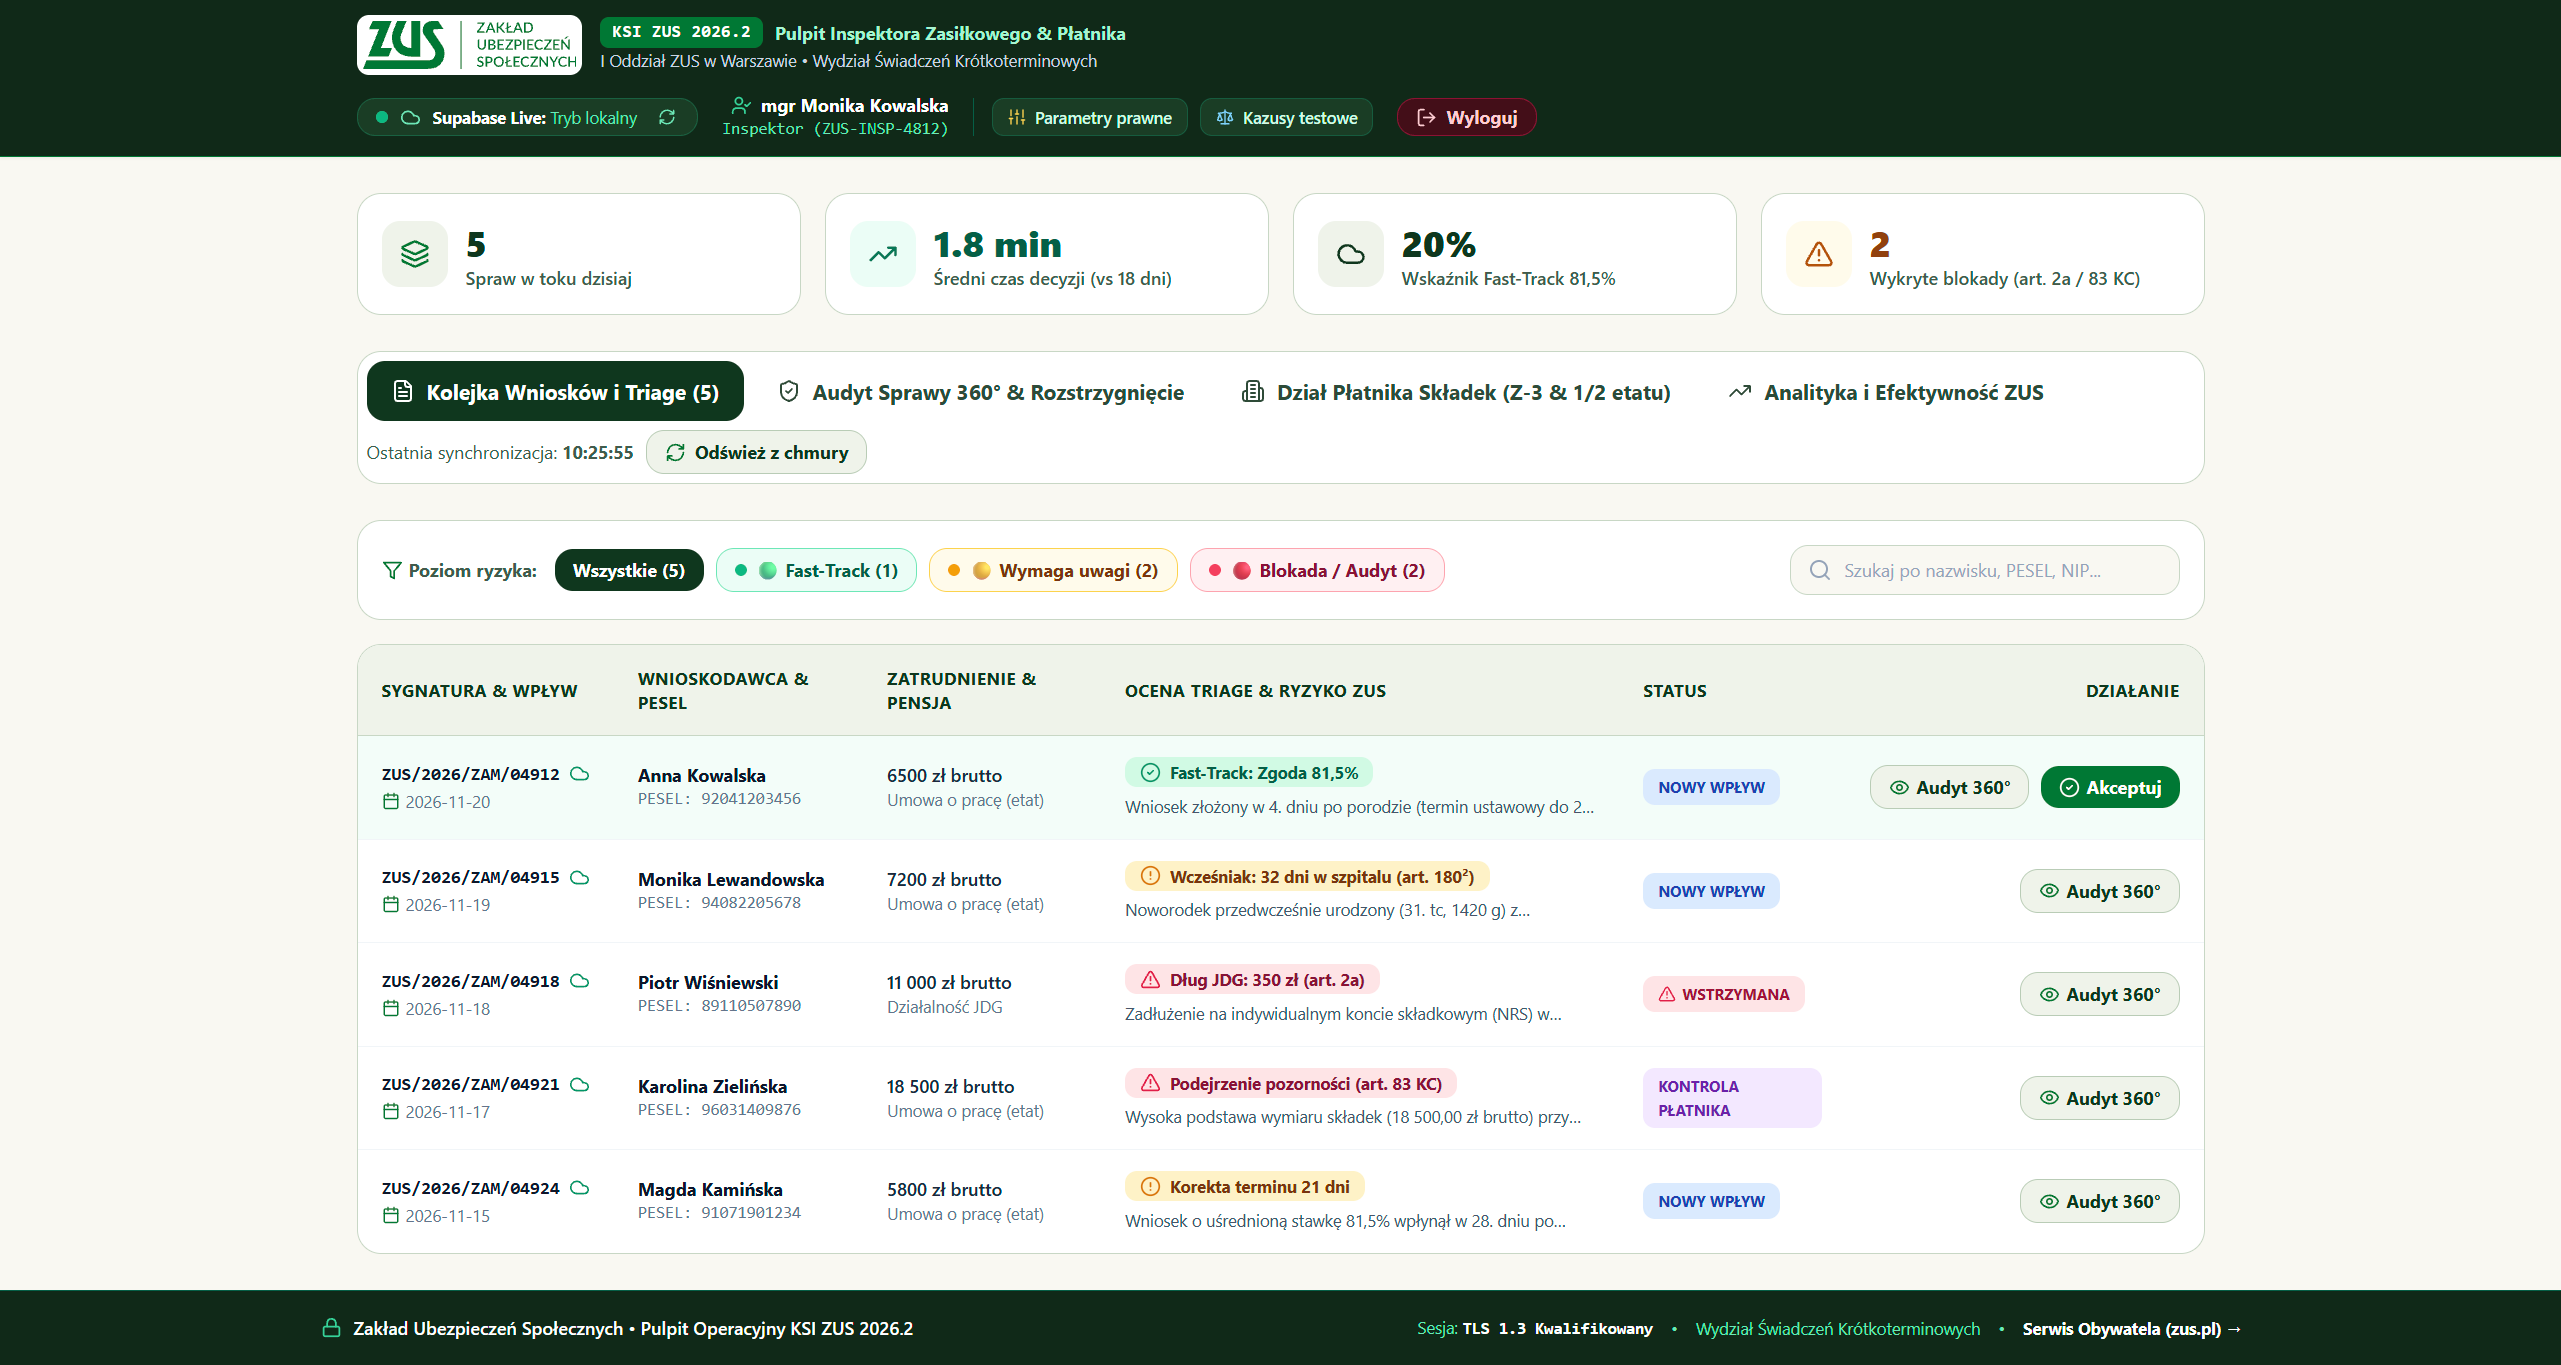 ZUS
ZAKŁAD
UBEZPIECZEŃ
SPOŁECZNYCH
KSI ZUS 2026.2
Pulpit Inspektora Zasiłkowego & Płatnika
I Oddział ZUS w Warszawie • Wydział Świadczeń Krótkoterminowych
Supabase Live: Tryb lokalny
mgr Monika Kowalska
Inspektor (ZUS-INSP-4812)
Parametry prawne
Kazusy testowe
Wyloguj
5
Spraw w toku dzisiaj
1.8 min
Średni czas decyzji (vs 18 dni)
20%
Wskaźnik Fast-Track 81,5%
2
Wykryte blokady (art. 2a / 83 KC)
Kolejka Wniosków i Triage (5)
Audyt Sprawy 360° & Rozstrzygnięcie
Dział Płatnika Składek (Z-3 & 1/2 etatu)
Analityka i Efektywność ZUS
Ostatnia synchronizacja: 10:25:55
Odśwież z chmury
Poziom ryzyka:
Wszystkie (5)
Fast-Track (1)
Wymaga uwagi (2)
Blokada / Audyt (2)
Szukaj po nazwisku, PESEL, NIP...
SYGNATURA & WPŁYW
WNIOSKODAWCA &
PESEL
ZATRUDNIENIE &
PENSJA
OCENA TRIAGE & RYZYKO ZUS
STATUS
DZIAŁANIE
ZUS/2026/ZAM/04912
2026-11-20
Anna Kowalska
PESEL: 92041203456
6500 zł brutto
Umowa o pracę (etat)
Fast-Track: Zgoda 81,5%
Wniosek złożony w 4. dniu po porodzie (termin ustawowy do 2...
NOWY WPŁYW
Audyt 360°
Akceptuj
ZUS/2026/ZAM/04915
2026-11-19
Monika Lewandowska
PESEL: 94082205678
7200 zł brutto
Umowa o pracę (etat)
Wcześniak: 32 dni w szpitalu (art. 180²)
Noworodek przedwcześnie urodzony (31. tc, 1420 g) z...
NOWY WPŁYW
Audyt 360°
ZUS/2026/ZAM/04918
2026-11-18
Piotr Wiśniewski
PESEL: 89110507890
11 000 zł brutto
Działalność JDG
Dług JDG: 350 zł (art. 2a)
Zadłużenie na indywidualnym koncie składkowym (NRS) w...
WSTRZYMANA
Audyt 360°
ZUS/2026/ZAM/04921
2026-11-17
Karolina Zielińska
PESEL: 96031409876
18 500 zł brutto
Umowa o pracę (etat)
Podejrzenie pozorności (art. 83 KC)
Wysoka podstawa wymiaru składek (18 500,00 zł brutto) przy...
KONTROLA
PŁATNIKA
Audyt 360°
ZUS/2026/ZAM/04924
2026-11-15
Magda Kamińska
PESEL: 91071901234
5800 zł brutto
Umowa o pracę (etat)
Korekta terminu 21 dni
Wniosek o uśrednioną stawkę 81,5% wpłynął w 28. dniu po...
NOWY WPŁYW
Audyt 360°
Zakład Ubezpieczeń Społecznych • Pulpit Operacyjny KSI ZUS 2026.2
Sesja: TLS 1.3 Kwalifikowany • Wydział Świadczeń Krótkoterminowych • Serwis Obywatela (zus.pl) →